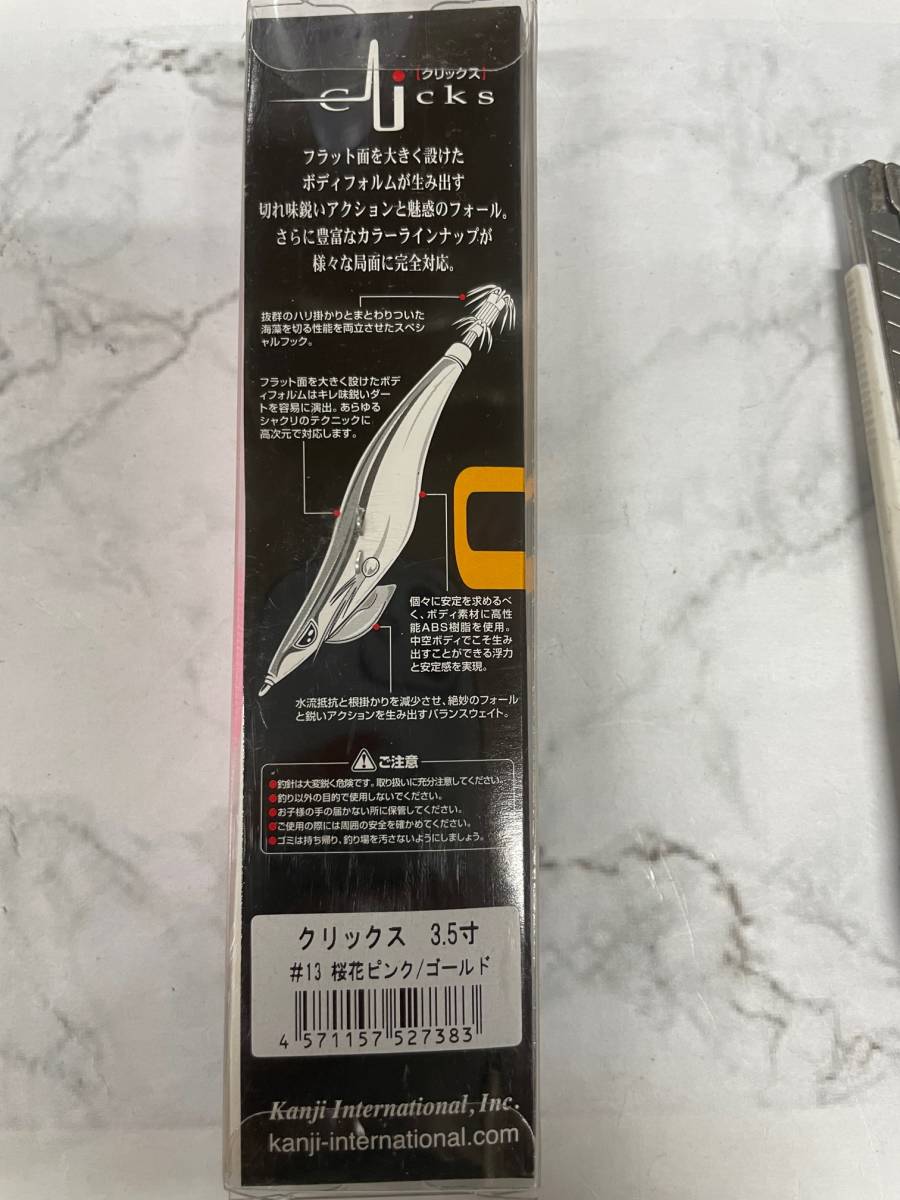 [クリックス]
clicks
フラット面を大きく設けた
ボディフォルムが生み出す
切れ味鋭いアクションと魅惑のフォール。
さらに豊富なカラーラインナップが
様々な局面に完全対応。
抜群のハリ掛かりとまとわりついた
海藻を切る性能を両立させたスペシ
ャルフック。
フラット面を大きく設けたボデ
ィフォルムはキレ味鋭いダー
トを容易に演出。あらゆる
シャクリのテクニックに
高次元で対応します。
個々に安定を求めるべ
く、ボディ素材に高性
能ABS樹脂を使用。
中空ボディでこそ生み
出すことができる浮力
と安定感を実現。
水流抵抗と根掛かりを減少させ、絶妙のフォール
と鋭いアクションを生み出すバランスウェイト。
ご注意
●釣針は大変鋭く危険です。取り扱いに充分注意してください。
●釣り以外の目的で使用しないでください。
●お子様の手の届かない所に保管してください。
●ご使用の際には周囲の安全を確かめてください。
●ゴミは持ち帰り、釣り場を汚さないようにしましょう。
クリックス 3.5寸
#13 桜花ピンク/ゴールド
4 571157 527383
Kanji International, Inc.
kanji-international.com